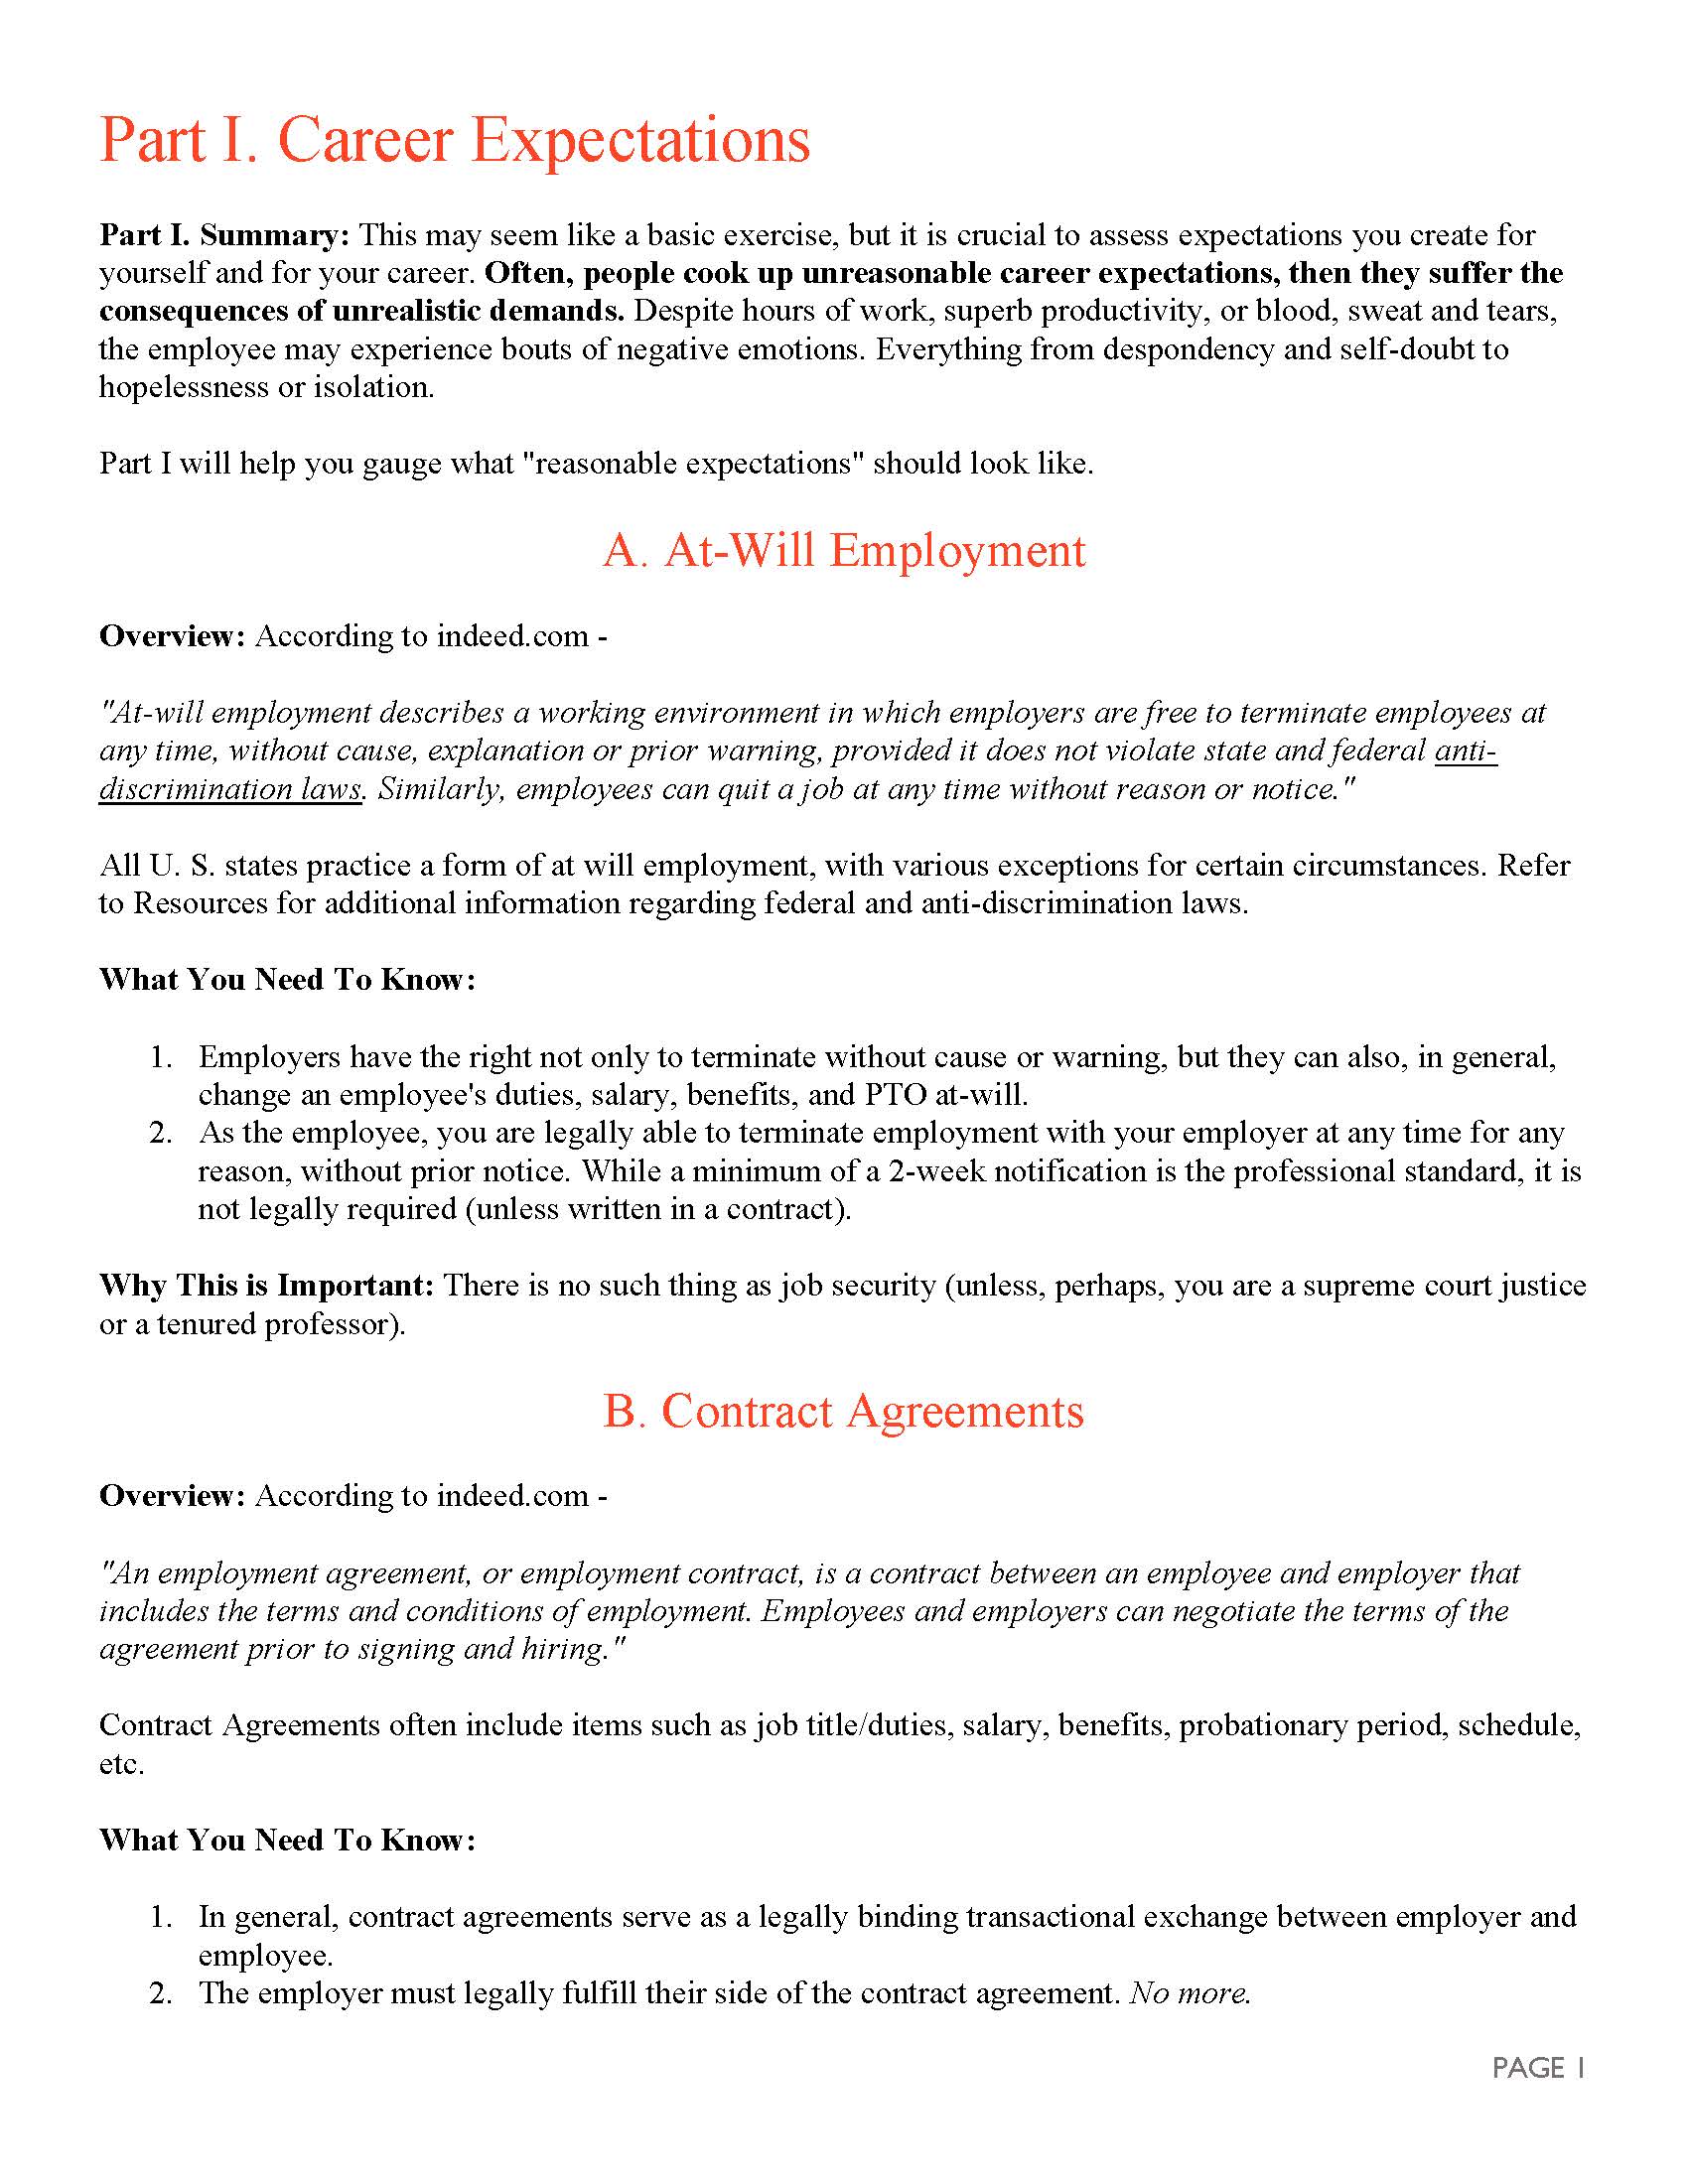 Part I. Career Expectations
Part I. Summary: This may seem like a basic exercise, but it is crucial to assess expectations you create for
yourself and for your career. Often, people cook up unreasonable career expectations, then they suffer the
consequences of unrealistic demands. Despite hours of work, superb productivity, or blood, sweat and tears,
the employee may experience bouts of negative emotions. Everything from despondency and self-doubt to
hopelessness or isolation.
Part I will help you gauge what "reasonable expectations" should look like.
A. At-Will Employment
Overview: According to indeed.com -
"At-will employment describes a working environment in which employers are free to terminate employees at
any time, without cause, explanation or prior warning, provided it does not violate state and federal anti-
discrimination laws. Similarly, employees can quit a job at any time without reason or notice."
All U. S. states practice a form of at will employment, with various exceptions for certain circumstances. Refer
to Resources for additional information regarding federal and anti-discrimination laws.
What You Need To Know:
1. Employers have the right not only to terminate without cause or warning, but they can also, in general,
change an employee's duties, salary, benefits, and PTO at-will.
2. As the employee, you are legally able to terminate employment with your employer at any time for any
reason, without prior notice. While a minimum of a 2-week notification is the professional standard, it is
not legally required (unless written in a contract).
Why This is Important: There is no such thing as job security (unless, perhaps, you are a supreme court justice
or a tenured professor).
B. Contract Agreements
Overview: According to indeed.com -
"An employment agreement, or employment contract, is a contract between an employee and employer that
includes the terms and conditions of employment. Employees and employers can negotiate the terms of the
agreement prior to signing and hiring."
Contract Agreements often include items such as job title/duties, salary, benefits, probationary period, schedule,
etc.
What You Need To Know:
1. In general, contract agreements serve as a legally binding transactional exchange between employer and
employee.
2. The employer must legally fulfill their side of the contract agreement. No more.
PAGE 1